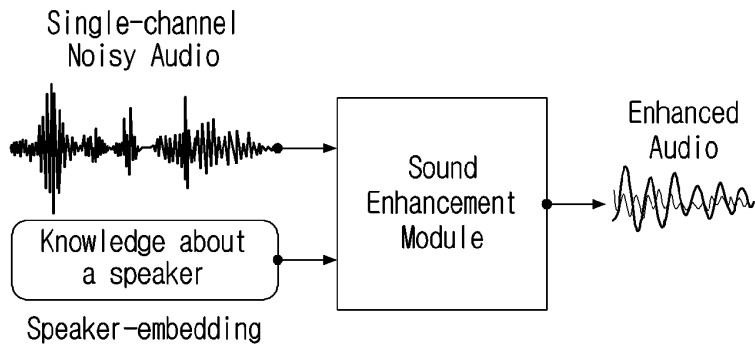 Single-channel
Noisy Audio
Knowledge about
a speaker
Speaker-embedding
Sound
Enhancement
Module
Enhanced
Audio